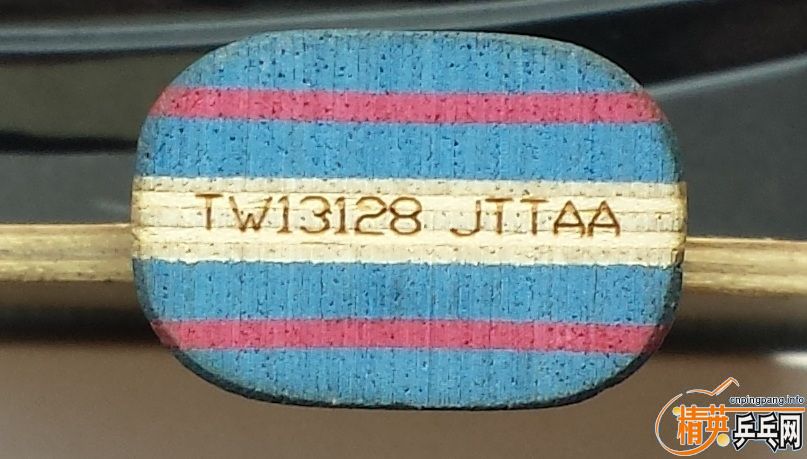 TW13128 JTTAA
cnpingpang.info
精英乒乓网